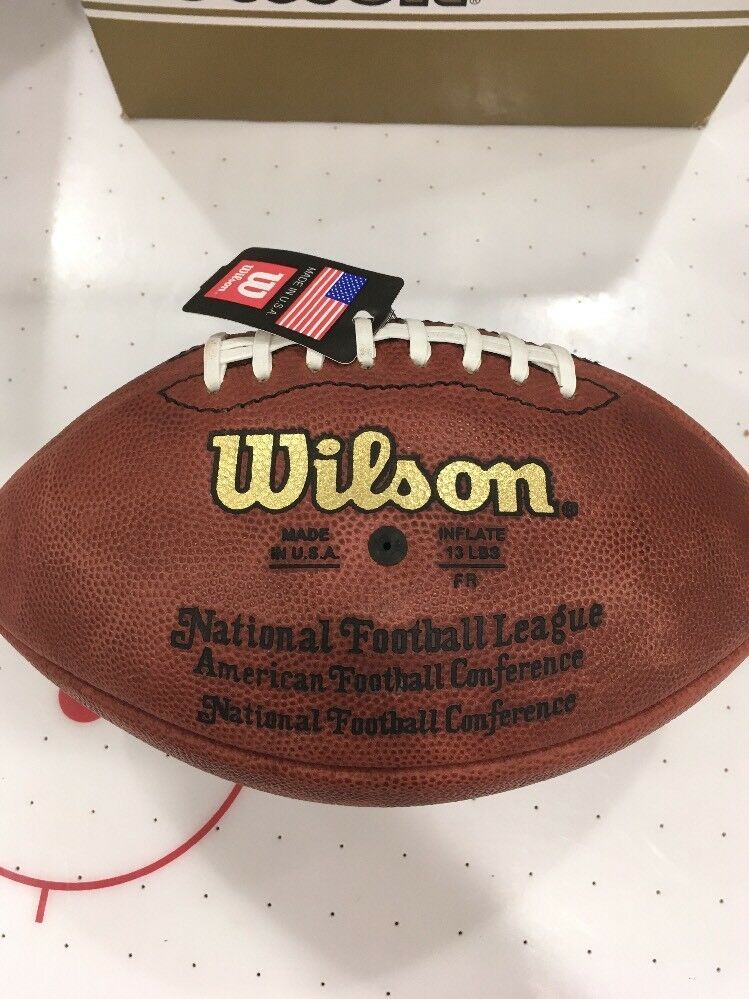 Wilson
MADE IN U.S.A.
Wilson®
MADE
IN U.S.A.
INFLATE
13 LBS
FR
National Football League
American Football Conference
National Football Conference